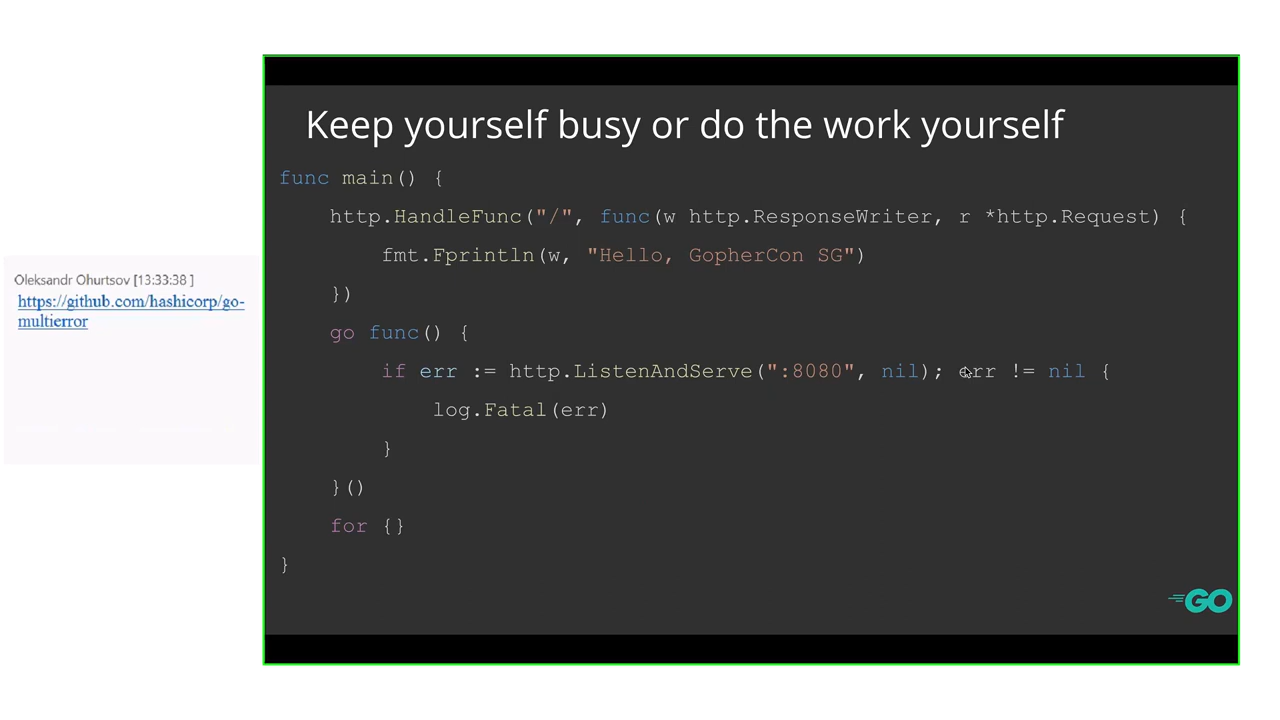 Keep yourself busy or do the work yourself
func main() {
http.HandleFunc("/", func(w http.ResponseWriter, r *http.Request) {
fmt.Fprintln(w, "Hello, GopherCon SG")
})
go func() {
if err := http.ListenAndServe(":8080", nil); err != nil {
log.Fatal(err)
}
}()
for {}
}
GO
Oleksandr Ohurtsov [13:33:38 ]
https://github.com/hashicorp/go-
multierror